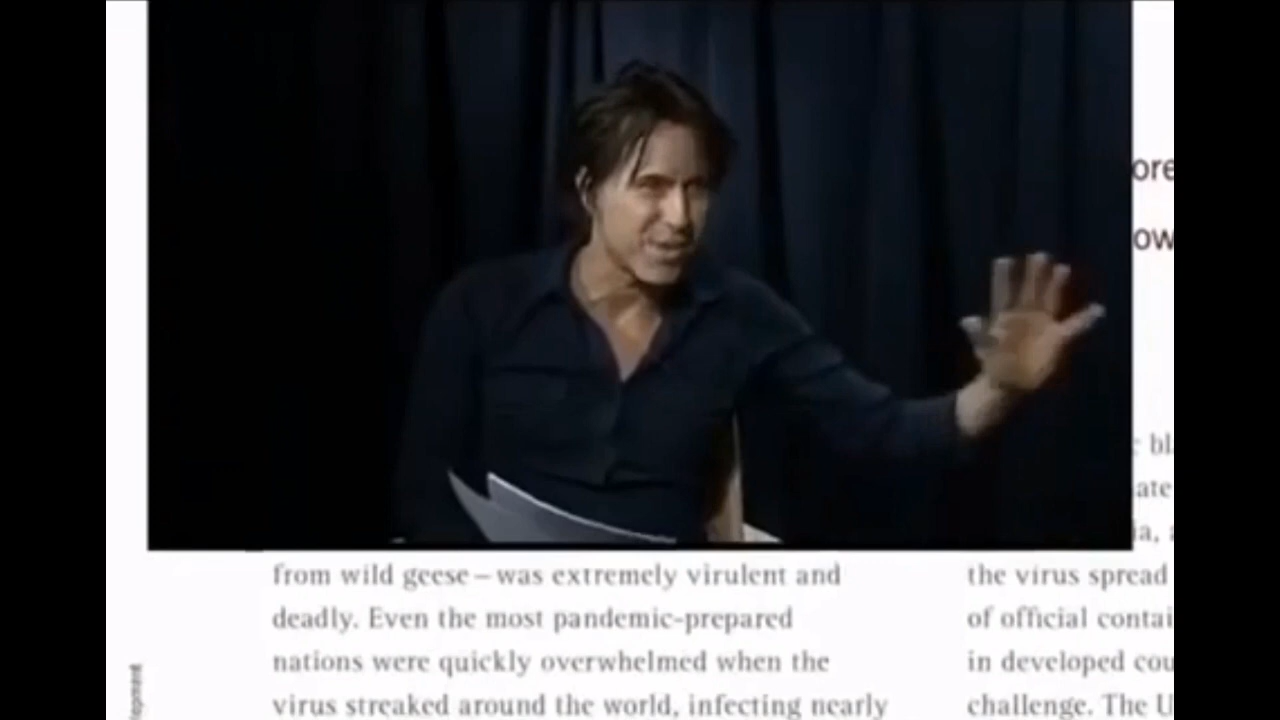 from wild geese – was extremely virulent and
deadly. Even the most pandemic-prepared
nations were quickly overwhelmed when the
virus streaked around the world, infecting nearly
the virus spread
of official contai
in developed cou
challenge. The U